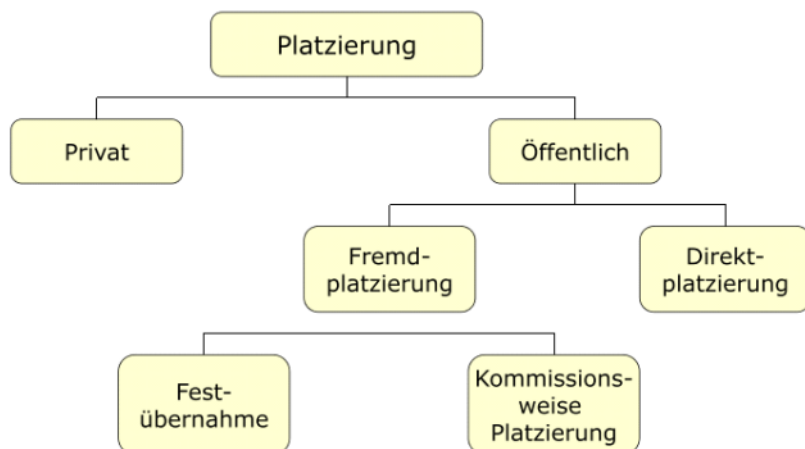 Platzierung
Privat
Öffentlich
Fremd-
platzierung
Direkt-
platzierung
Fest-
übernahme
Kommissions-
weise
Platzierung